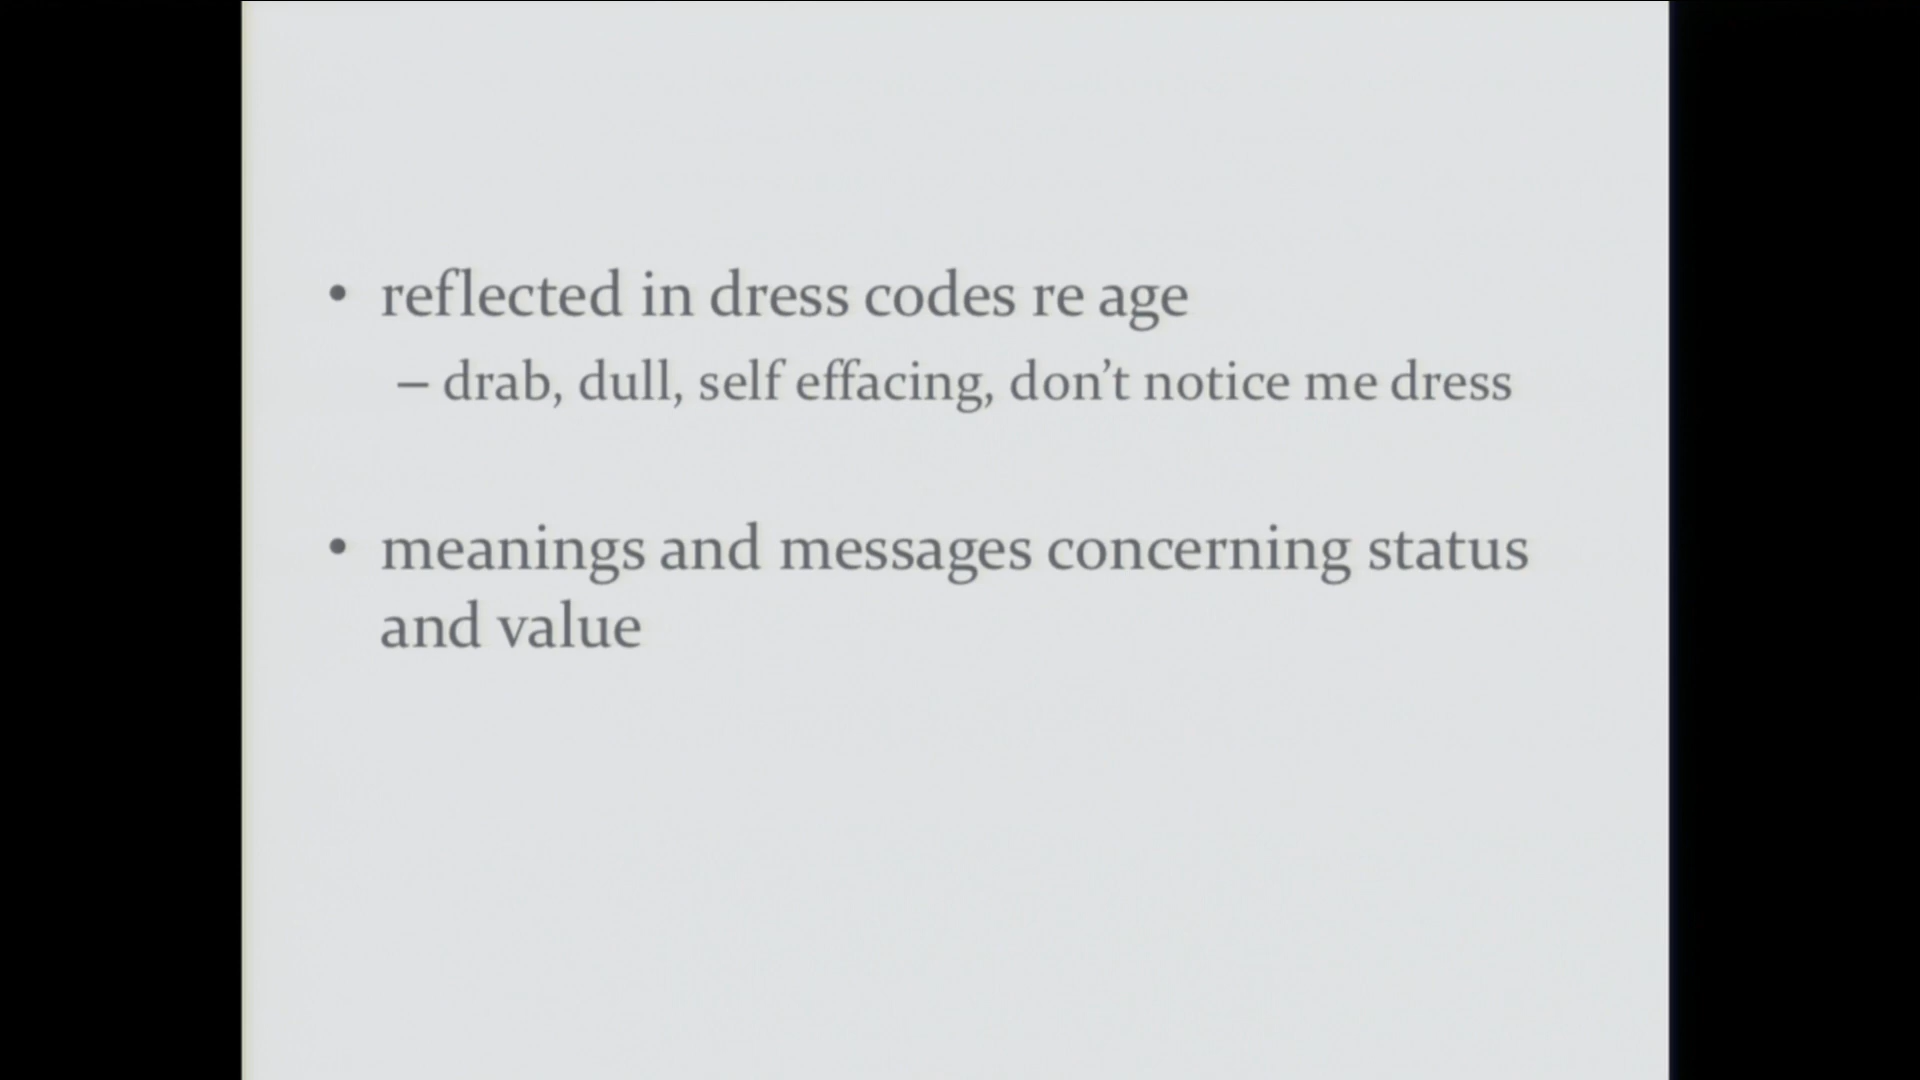 • reflected in dress codes re age
– drab, dull, self effacing, don’t notice me dress
• meanings and messages concerning status
and value